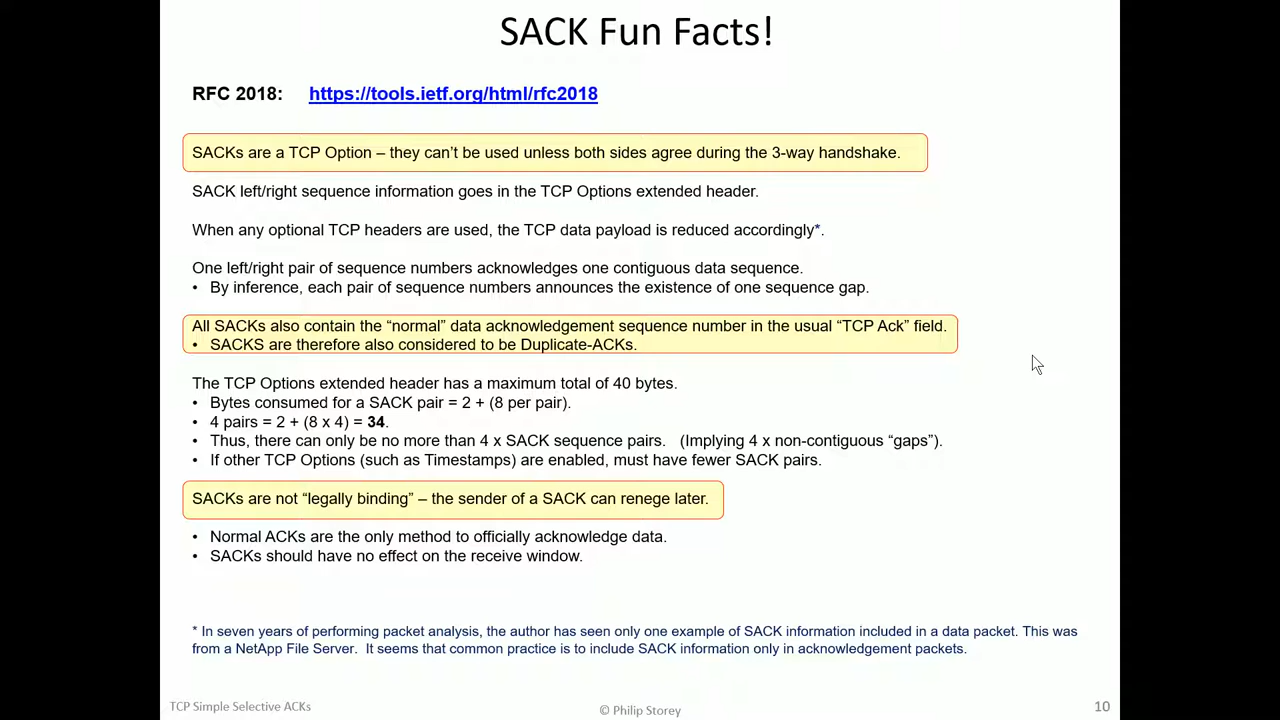 SACK Fun Facts!
RFC 2018: https://tools.ietf.org/html/rfc2018
SACKs are a TCP Option – they can't be used unless both sides agree during the 3-way handshake.
SACK left/right sequence information goes in the TCP Options extended header.
When any optional TCP headers are used, the TCP data payload is reduced accordingly*.
One left/right pair of sequence numbers acknowledges one contiguous data sequence.
• By inference, each pair of sequence numbers announces the existence of one sequence gap.
All SACKs also contain the “normal” data acknowledgement sequence number in the usual “TCP Ack” field.
• SACKS are therefore also considered to be Duplicate-ACKs.
The TCP Options extended header has a maximum total of 40 bytes.
• Bytes consumed for a SACK pair = 2 + (8 per pair).
• 4 pairs = 2 + (8 x 4) = 34.
• Thus, there can only be no more than 4 x SACK sequence pairs. (Implying 4 x non-contiguous “gaps”).
• If other TCP Options (such as Timestamps) are enabled, must have fewer SACK pairs.
SACKs are not “legally binding” – the sender of a SACK can renege later.
• Normal ACKs are the only method to officially acknowledge data.
• SACKs should have no effect on the receive window.
* In seven years of performing packet analysis, the author has seen only one example of SACK information included in a data packet. This was
from a NetApp File Server. It seems that common practice is to include SACK information only in acknowledgement packets.
TCP Simple Selective ACKs
© Philip Storey
10